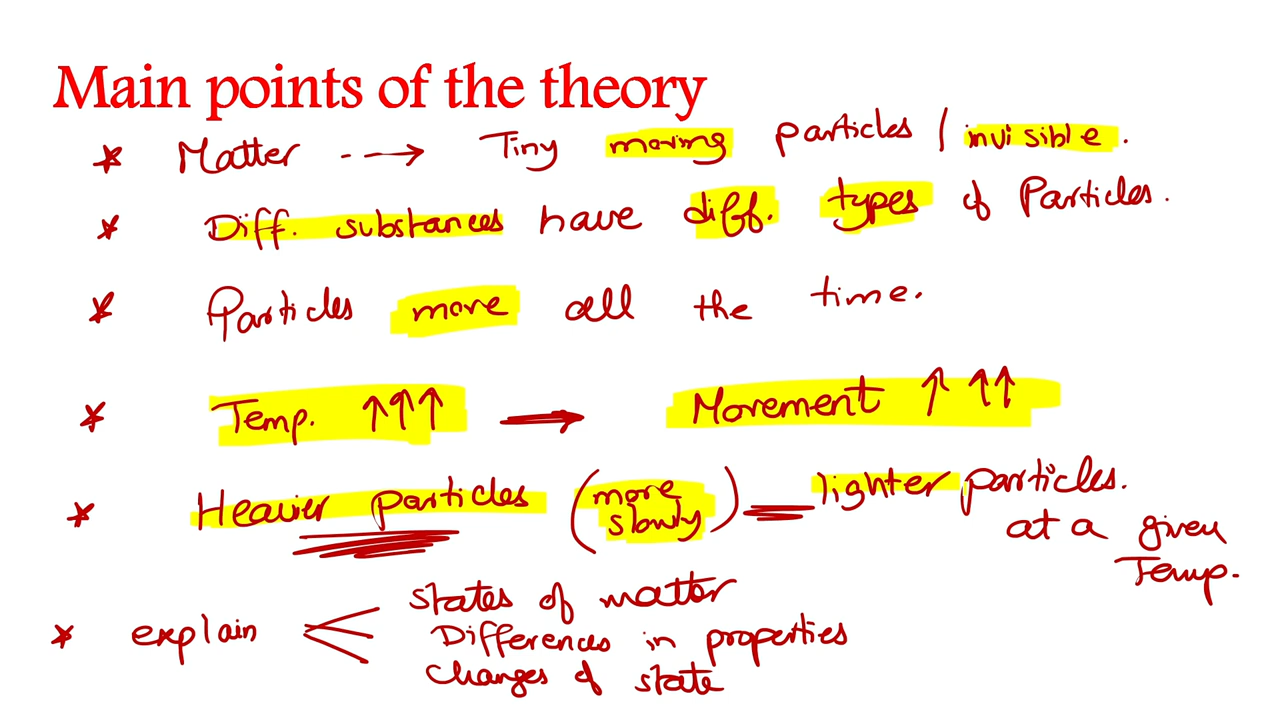 Main points of the theory
* Matter --→ Tiny moving particles / invisible.
* Diff. substances have diff. types of Particles.
* Particles move all the time.
* Temp. ↑↑↑ → Movement ↑↑↑
* Heavier particles (move slowly) = lighter particles.
at a given Temp.
* explain
states of matter
Differences in properties
Changes of state